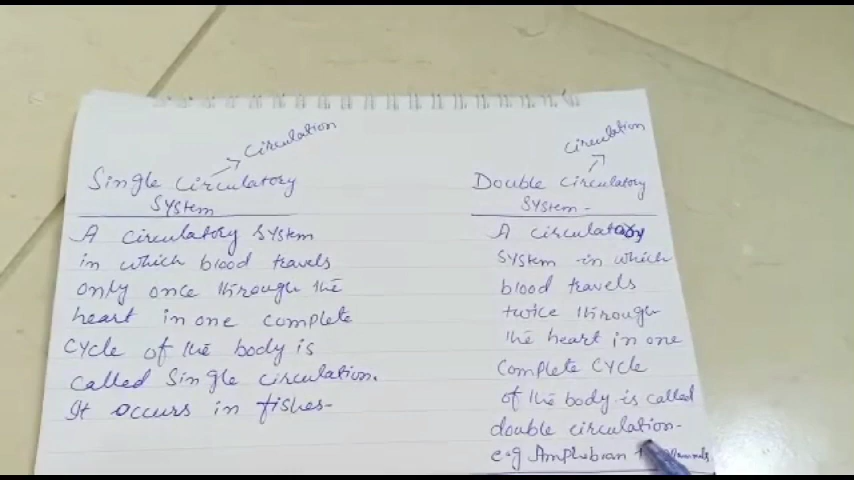 Circulation
Single circulatory
System
A circulatory system
in which blood travels
only once through the
heart in one complete
cycle of the body is
called Single circulation.
It occurs in fishes-
Circulation
Double circulatory
System-
A circulatory
System in which
blood travels
twice through
the heart in one
complete cycle
of the body is called
double circulation-
e.g Amphibian